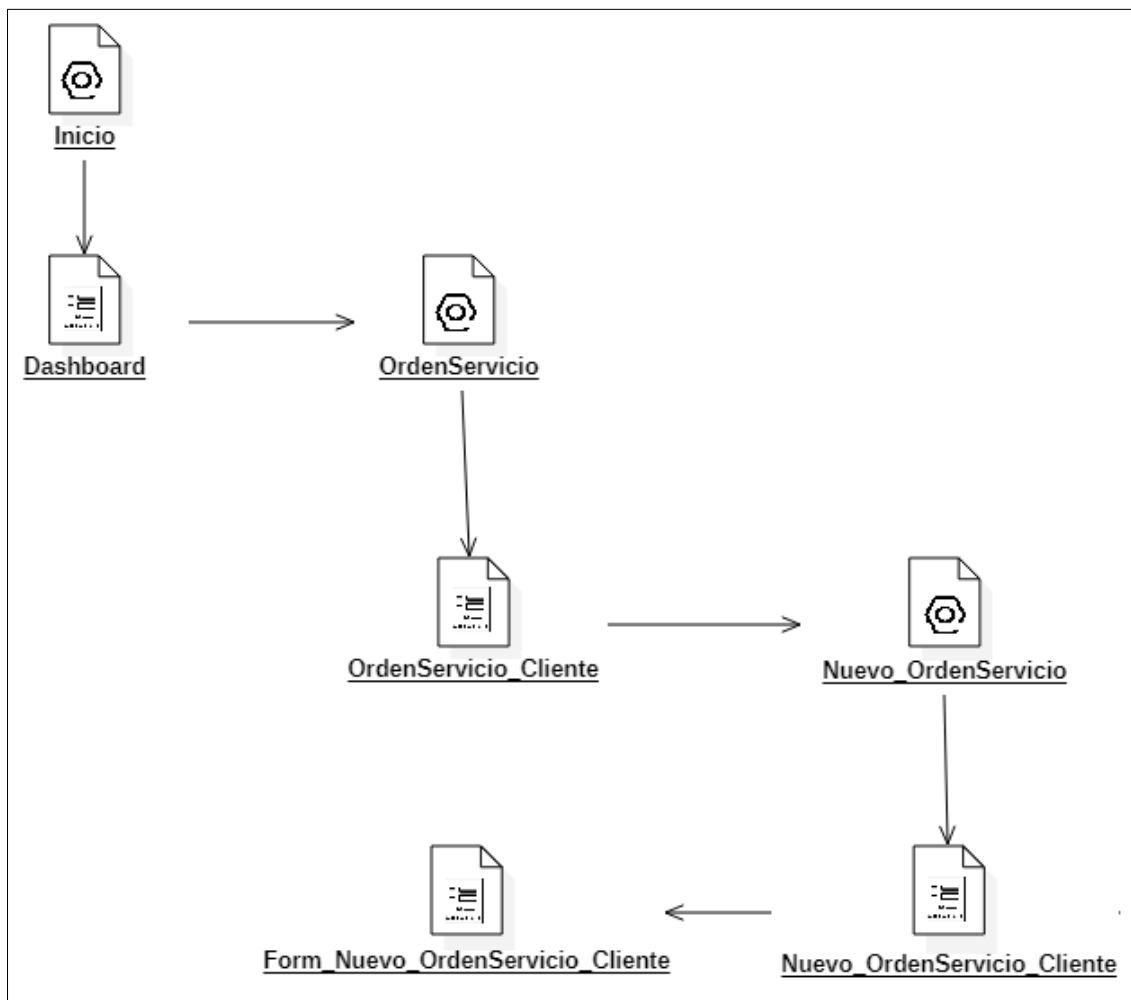 Inicio
Dashboard
OrdenServicio
OrdenServicio_Cliente
Nuevo_OrdenServicio
Form_Nuevo_OrdenServicio_Cliente
Nuevo_OrdenServicio_Cliente